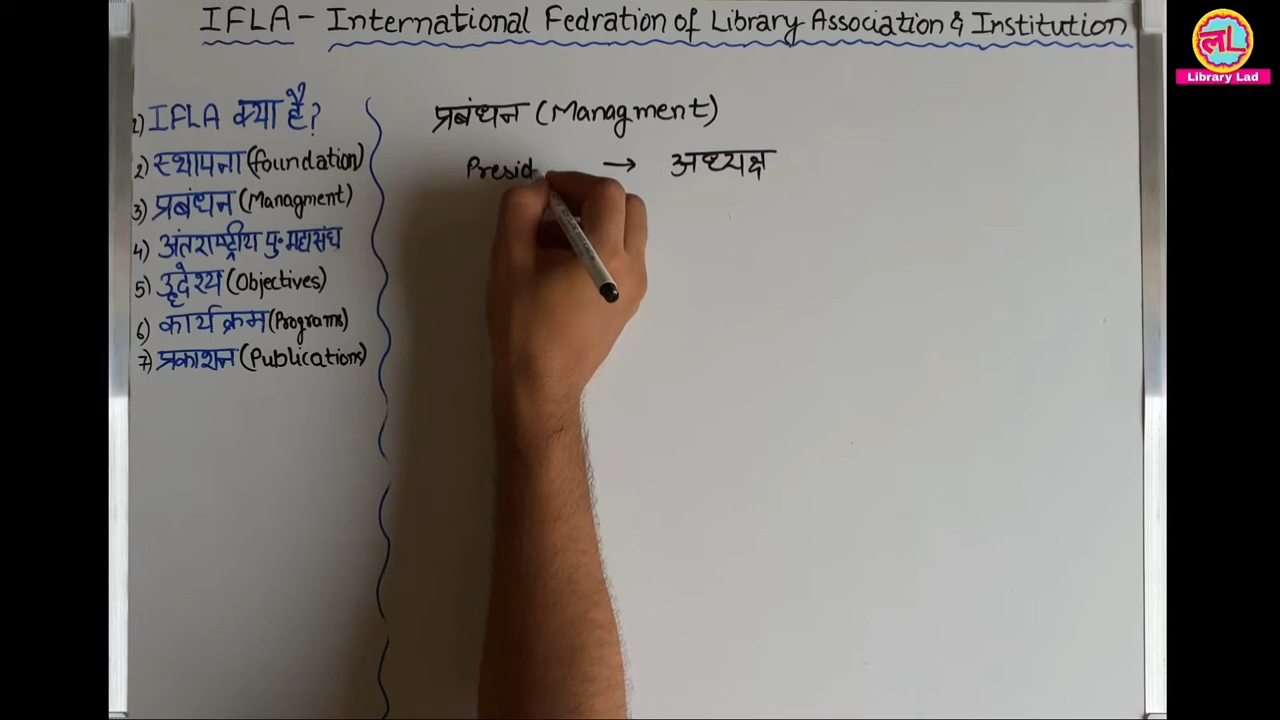 IFLA - International Fedration of Library Association & Institution
ला
Library Lad
1) IFLA क्या है?
2) स्थापना (foundation)
3) प्रबंधन (Managment)
4) अंतराष्ट्रीय पु॰ महासंघ
5) उद्देश्य (Objectives)
6) कार्यक्रम (Programs)
7) प्रकाशन (Publications)
प्रबंधन (Managment)
Presid → अध्यक्ष